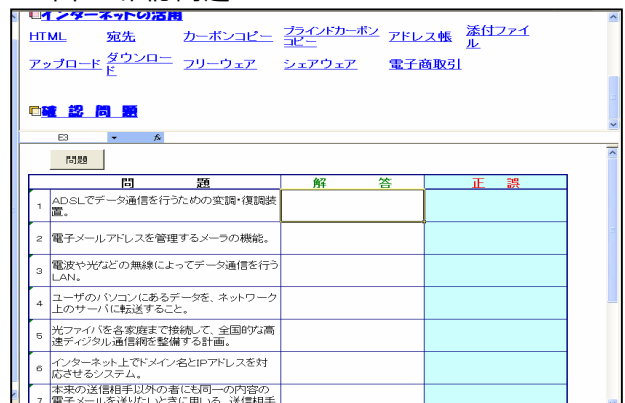 インターネットの活用
HTML 宛先 カーボンコピー ブラインドカーボンコピー アドレス帳 添付ファイル
アップロード ダウンロード フリーウェア シェアウェア 電子商取引
確認問題
E3 fx
問題
問 題 解 答 正 誤
1 ADSLでデータ通信を行うための変調・復調装
置。
2 電子メールアドレスを管理するメーラの機能。
3 電波や光などの無線によってデータ通信を行う
LAN。
4 ユーザのパソコンにあるデータを、ネットワーク
上のサーバに転送すること。
5 光ファイバを各家庭まで接続して、全国的な高
速ディジタル通信網を整備する計画。
6 インターネット上でドメイン名とIPアドレスを対
応させるシステム。
7 本来の送信相手以外の者にも同一の内容の
電子メールを送りたいときに用いる、送信相手